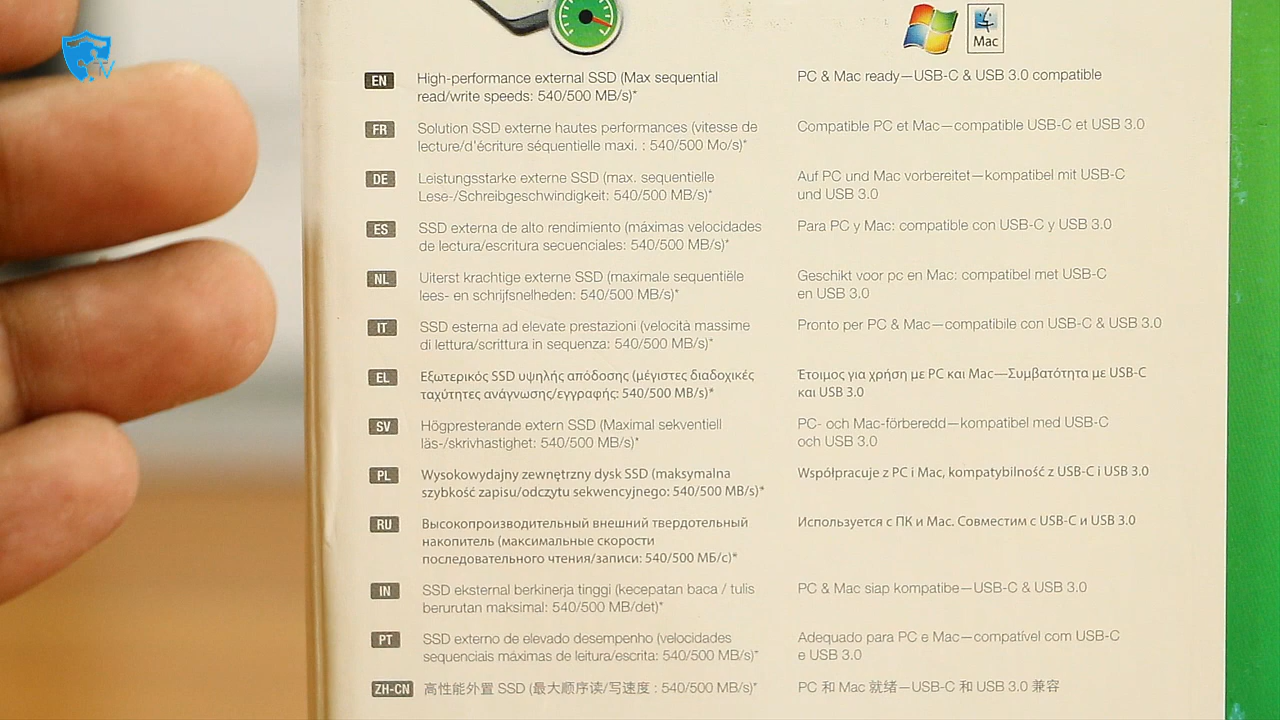 TV
Mac
EN High-performance external SSD (Max sequential
read/write speeds: 540/500 MB/s)*
PC & Mac ready—USB-C & USB 3.0 compatible
FR Solution SSD externe hautes performances (vitesse de
lecture/d'écriture séquentielle maxi. : 540/500 Mo/s)*
Compatible PC et Mac—compatible USB-C et USB 3.0
DE Leistungsstarke externe SSD (max. sequentielle
Lese-/Schreibgeschwindigkeit: 540/500 MB/s)*
Auf PC und Mac vorbereitet—kompatibel mit USB-C
und USB 3.0
ES SSD externa de alto rendimiento (máximas velocidades
de lectura/escritura secuenciales: 540/500 MB/s)*
Para PC y Mac: compatible con USB-C y USB 3.0
NL Uiterst krachtige externe SSD (maximale sequentiële
lees- en schrijfsnelheden: 540/500 MB/s)*
Geschikt voor pc en Mac: compatibel met USB-C
en USB 3.0
IT SSD esterna ad elevate prestazioni (velocità massime
di lettura/scrittura in sequenza: 540/500 MB/s)*
Pronto per PC & Mac—compatibile con USB-C & USB 3.0
EL Εξωτερικός SSD υψηλής απόδοσης (μέγιστες διαδοχικές
ταχύτητες ανάγνωσης/εγγραφής: 540/500 MB/s)*
Έτοιμος για χρήση με PC και Mac—Συμβατότητα με USB-C
και USB 3.0
SV Högpresterande extern SSD (Maximal sekventiell
läs-/skrivhastighet: 540/500 MB/s)*
PC- och Mac-förberedd—kompatibel med USB-C
och USB 3.0
PL Wysokowydajny zewnętrzny dysk SSD (maksymalna
szybkość zapisu/odczytu sekwencyjnego: 540/500 MB/s)*
Współpracuje z PC i Mac, kompatybilność z USB-C i USB 3.0
RU Высокопроизводительный внешний твердотельный
накопитель (максимальные скорости
последовательного чтения/записи: 540/500 МБ/с)*
Используется с ПК и Mac. Совместим с USB-C и USB 3.0
IN SSD eksternal berkinerja tinggi (kecepatan baca / tulis
berurutan maksimal: 540/500 MB/det)*
PC & Mac siap kompatibe—USB-C & USB 3.0
PT SSD externo de elevado desempenho (velocidades
sequenciais máximas de leitura/escrita: 540/500 MB/s)*
Adequado para PC e Mac—compatível com USB-C
e USB 3.0
ZH-CN 高性能外置 SSD (最大顺序读/写速度 : 540/500 MB/s)*
PC 和 Mac 就绪—USB-C 和 USB 3.0 兼容